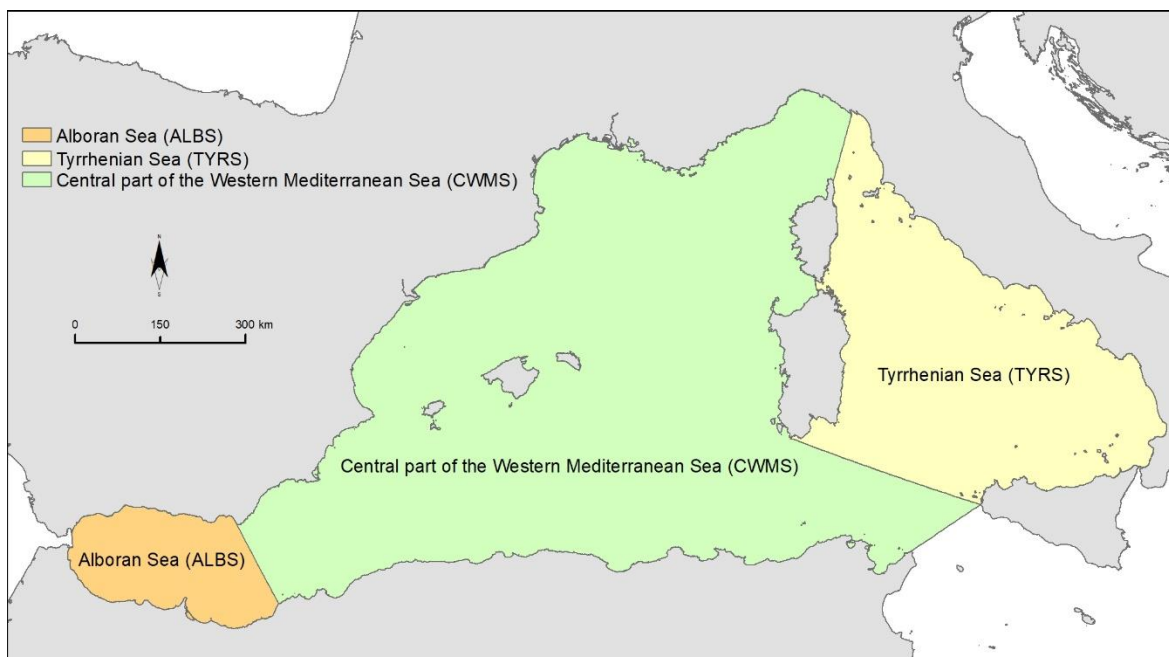 Alboran Sea (ALBS)
Tyrrhenian Sea (TYRS)
Central part of the Western Mediterranean Sea (CWMS)
N
0 150 300 km
Tyrrhenian Sea (TYRS)
Central part of the Western Mediterranean Sea (CWMS)
Alboran Sea (ALBS)